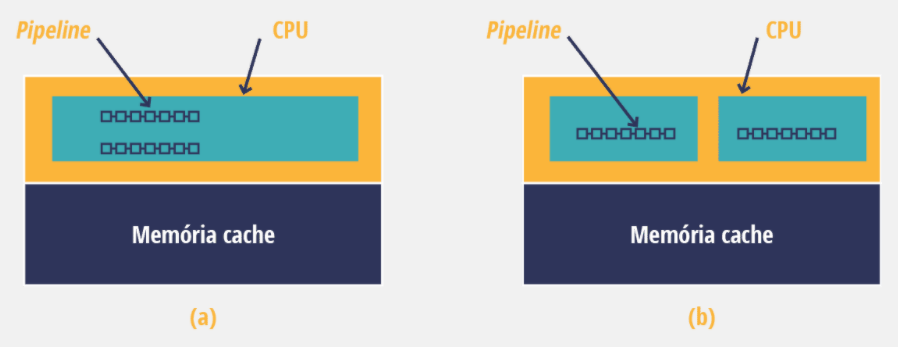 Pipeline
CPU
Memória cache
(a)
Pipeline
CPU
Memória cache
(b)